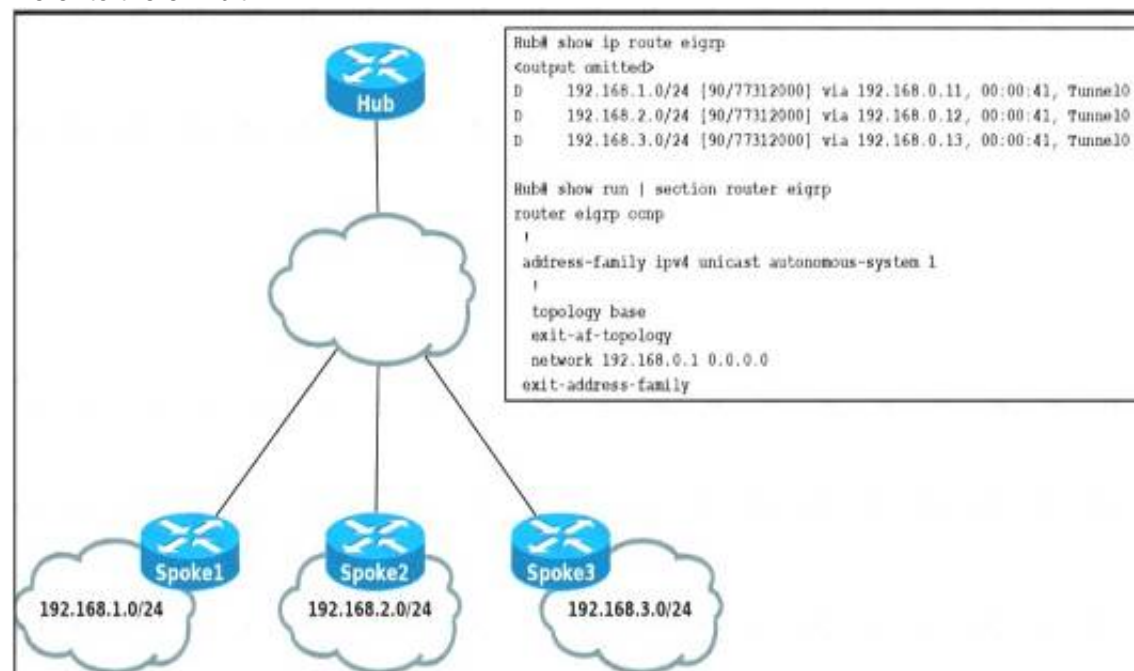 Hub# show ip route eigrp
<output omitted>
D 192.168.1.0/24 [90/77312000] via 192.168.0.11, 00:00:41, Tunnel0
D 192.168.2.0/24 [90/77312000] via 192.168.0.12, 00:00:41, Tunnel0
D 192.168.3.0/24 [90/77312000] via 192.168.0.13, 00:00:41, Tunnel0
Hub# show run | section router eigrp
router eigrp ccnp
!
address-family ipv4 unicast autonomous-system 1
!
topology base
exit-af-topology
network 192.168.0.1 0.0.0.0
exit-address-family
Hub
Spoke1
Spoke2
Spoke3
192.168.1.0/24
192.168.2.0/24
192.168.3.0/24